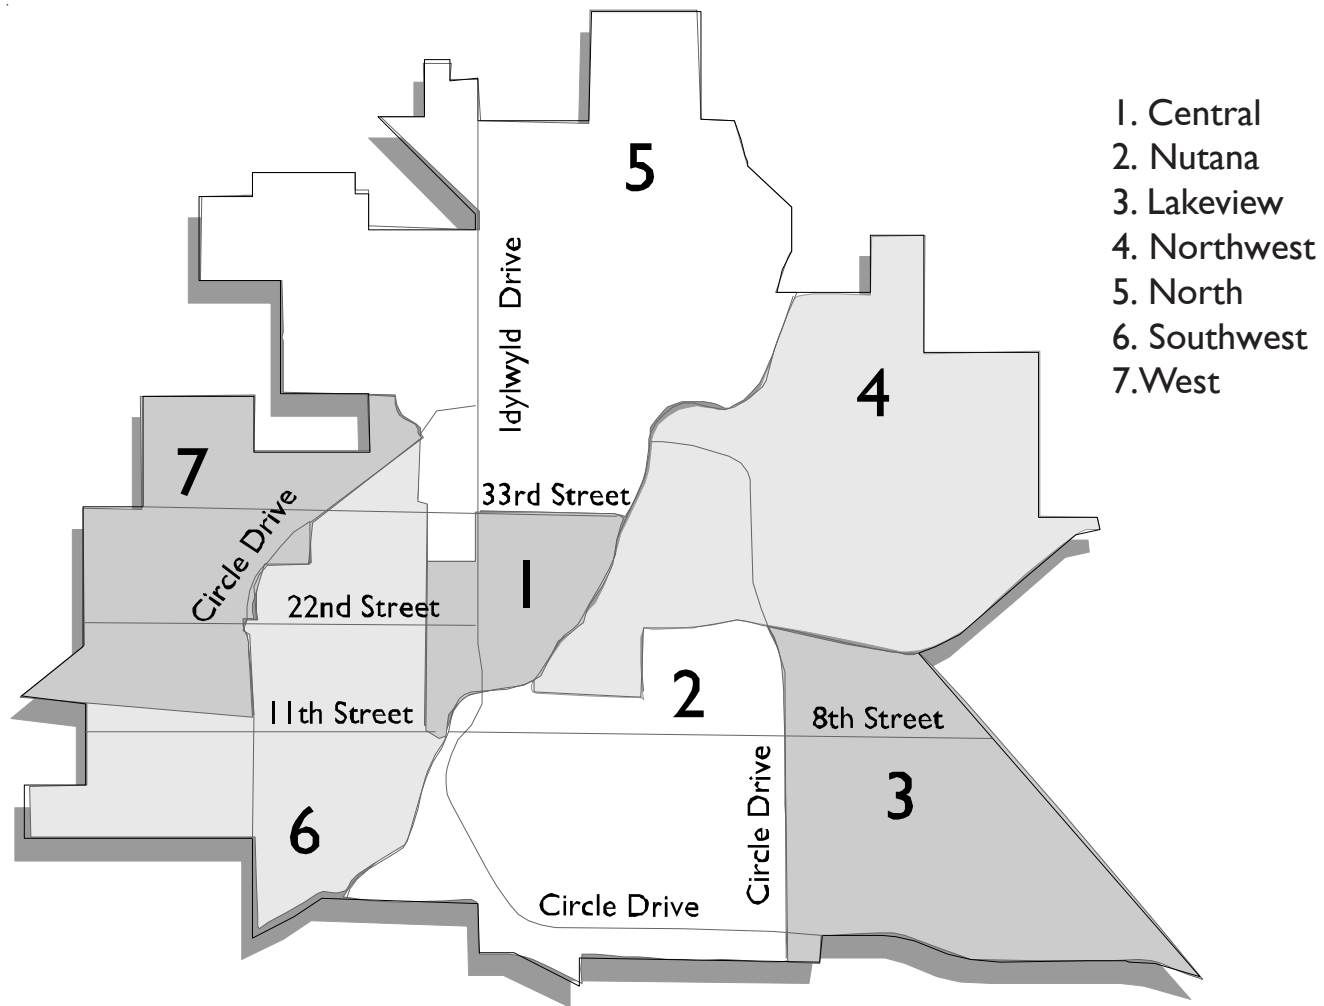 5
Idylwyld Drive
4
7
Circle Drive
33rd Street
1
22nd Street
2
11th Street
8th Street
Circle Drive
3
6
Circle Drive
1. Central
2. Nutana
3. Lakeview
4. Northwest
5. North
6. Southwest
7.West